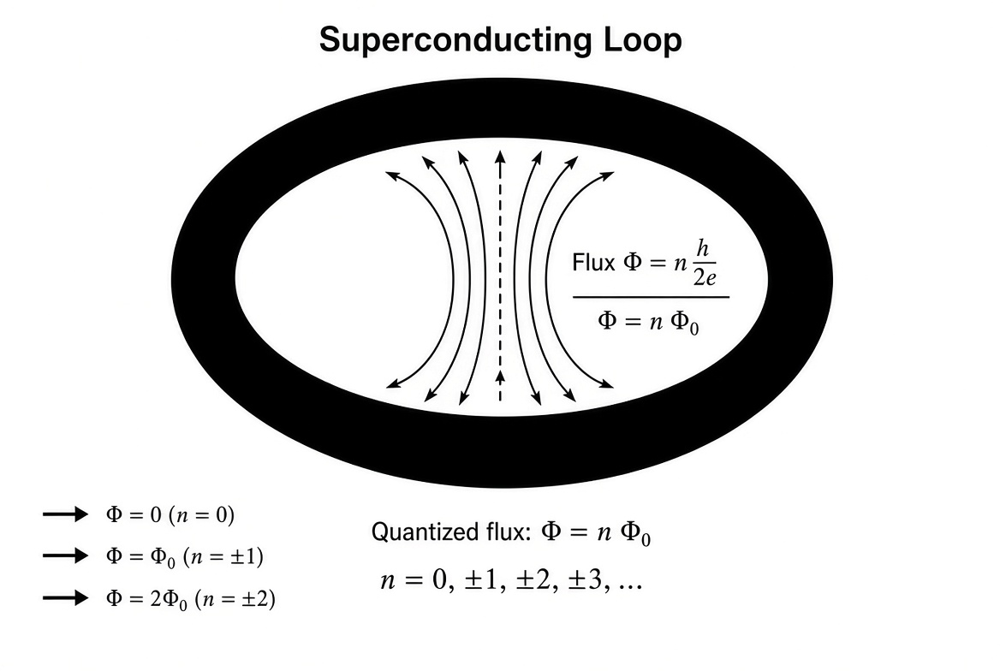 Superconducting Loop
Flux Φ = n h/2e
Φ = n Φ₀
Φ = 0 (n = 0)
Φ = Φ₀ (n = ±1)
Φ = 2Φ₀ (n = ±2)
Quantized flux: Φ = n Φ₀
n = 0, ±1, ±2, ±3, ...